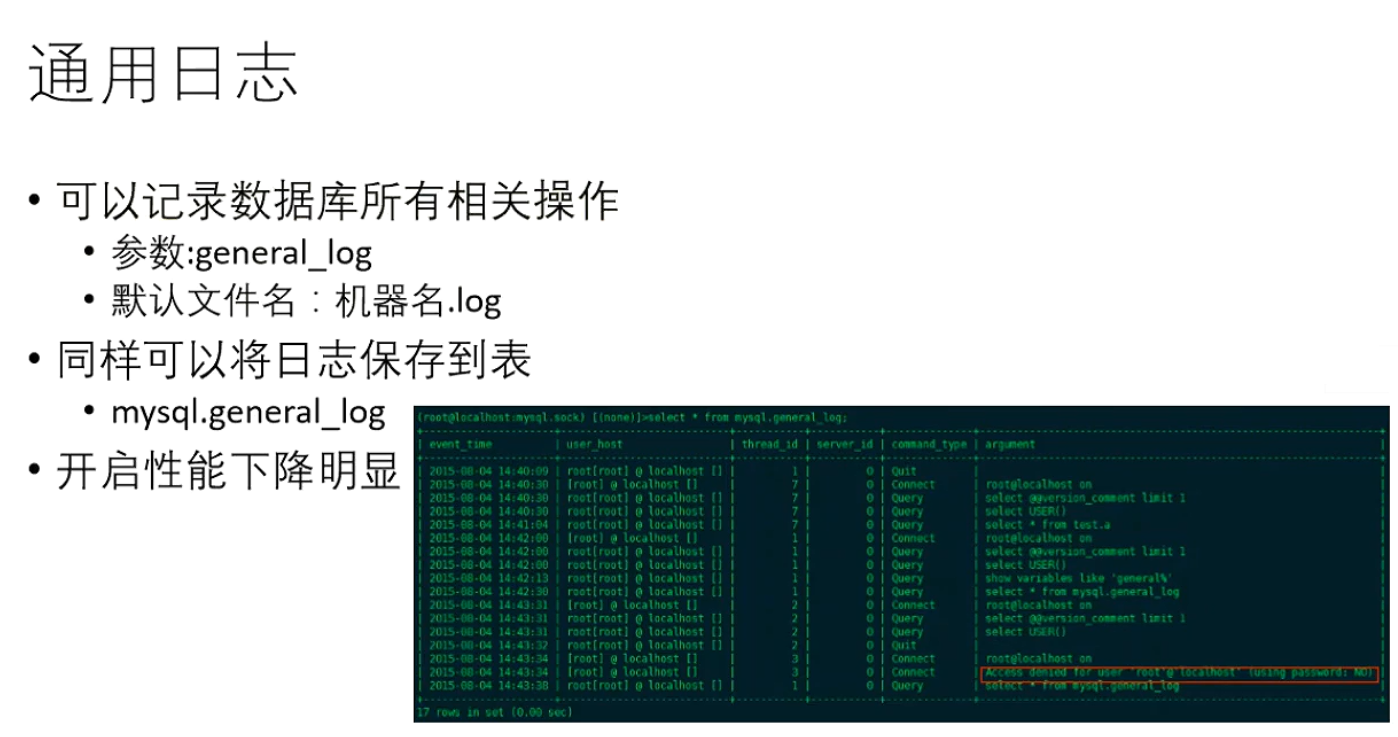 通用日志
• 可以记录数据库所有相关操作
• 参数:general_log
• 默认文件名：机器名.log
• 同样可以将日志保存到表
• mysql.general_log
• 开启性能下降明显
(root@localhost:mysql.sock) [(none)]>select * from mysql.general_log;
| event_time | user_host | thread_id | server_id | command_type | argument |
| 2015-08-04 14:40:09 | root[root] @ localhost [] | 1 | 0 | Quit | |
| 2015-08-04 14:40:30 | [root] @ localhost [] | 7 | 0 | Connect | root@localhost on |
| 2015-08-04 14:40:30 | root[root] @ localhost [] | 7 | 0 | Query | select @@version_comment limit 1 |
| 2015-08-04 14:40:30 | root[root] @ localhost [] | 7 | 0 | Query | select USER() |
| 2015-08-04 14:41:04 | root[root] @ localhost [] | 7 | 0 | Query | select * from test.a |
| 2015-08-04 14:42:00 | [root] @ localhost [] | 1 | 0 | Connect | root@localhost on |
| 2015-08-04 14:42:00 | root[root] @ localhost [] | 1 | 0 | Query | select @@version_comment limit 1 |
| 2015-08-04 14:42:00 | root[root] @ localhost [] | 1 | 0 | Query | select USER() |
| 2015-08-04 14:42:13 | root[root] @ localhost [] | 1 | 0 | Query | show variables like 'general%' |
| 2015-08-04 14:42:30 | root[root] @ localhost [] | 1 | 0 | Query | select * from mysql.general_log |
| 2015-08-04 14:43:31 | [root] @ localhost [] | 2 | 0 | Connect | root@localhost on |
| 2015-08-04 14:43:31 | root[root] @ localhost [] | 2 | 0 | Query | select @@version_comment limit 1 |
| 2015-08-04 14:43:31 | root[root] @ localhost [] | 2 | 0 | Query | select USER() |
| 2015-08-04 14:43:32 | root[root] @ localhost [] | 2 | 0 | Quit | |
| 2015-08-04 14:43:34 | [root] @ localhost [] | 3 | 0 | Connect | root@localhost on |
| 2015-08-04 14:43:34 | [root] @ localhost [] | 3 | 0 | Connect | Access denied for user 'root'@'localhost' (using password: NO) |
| 2015-08-04 14:43:38 | root[root] @ localhost [] | 1 | 0 | Query | select * from mysql.general_log |
17 rows in set (0.00 sec)